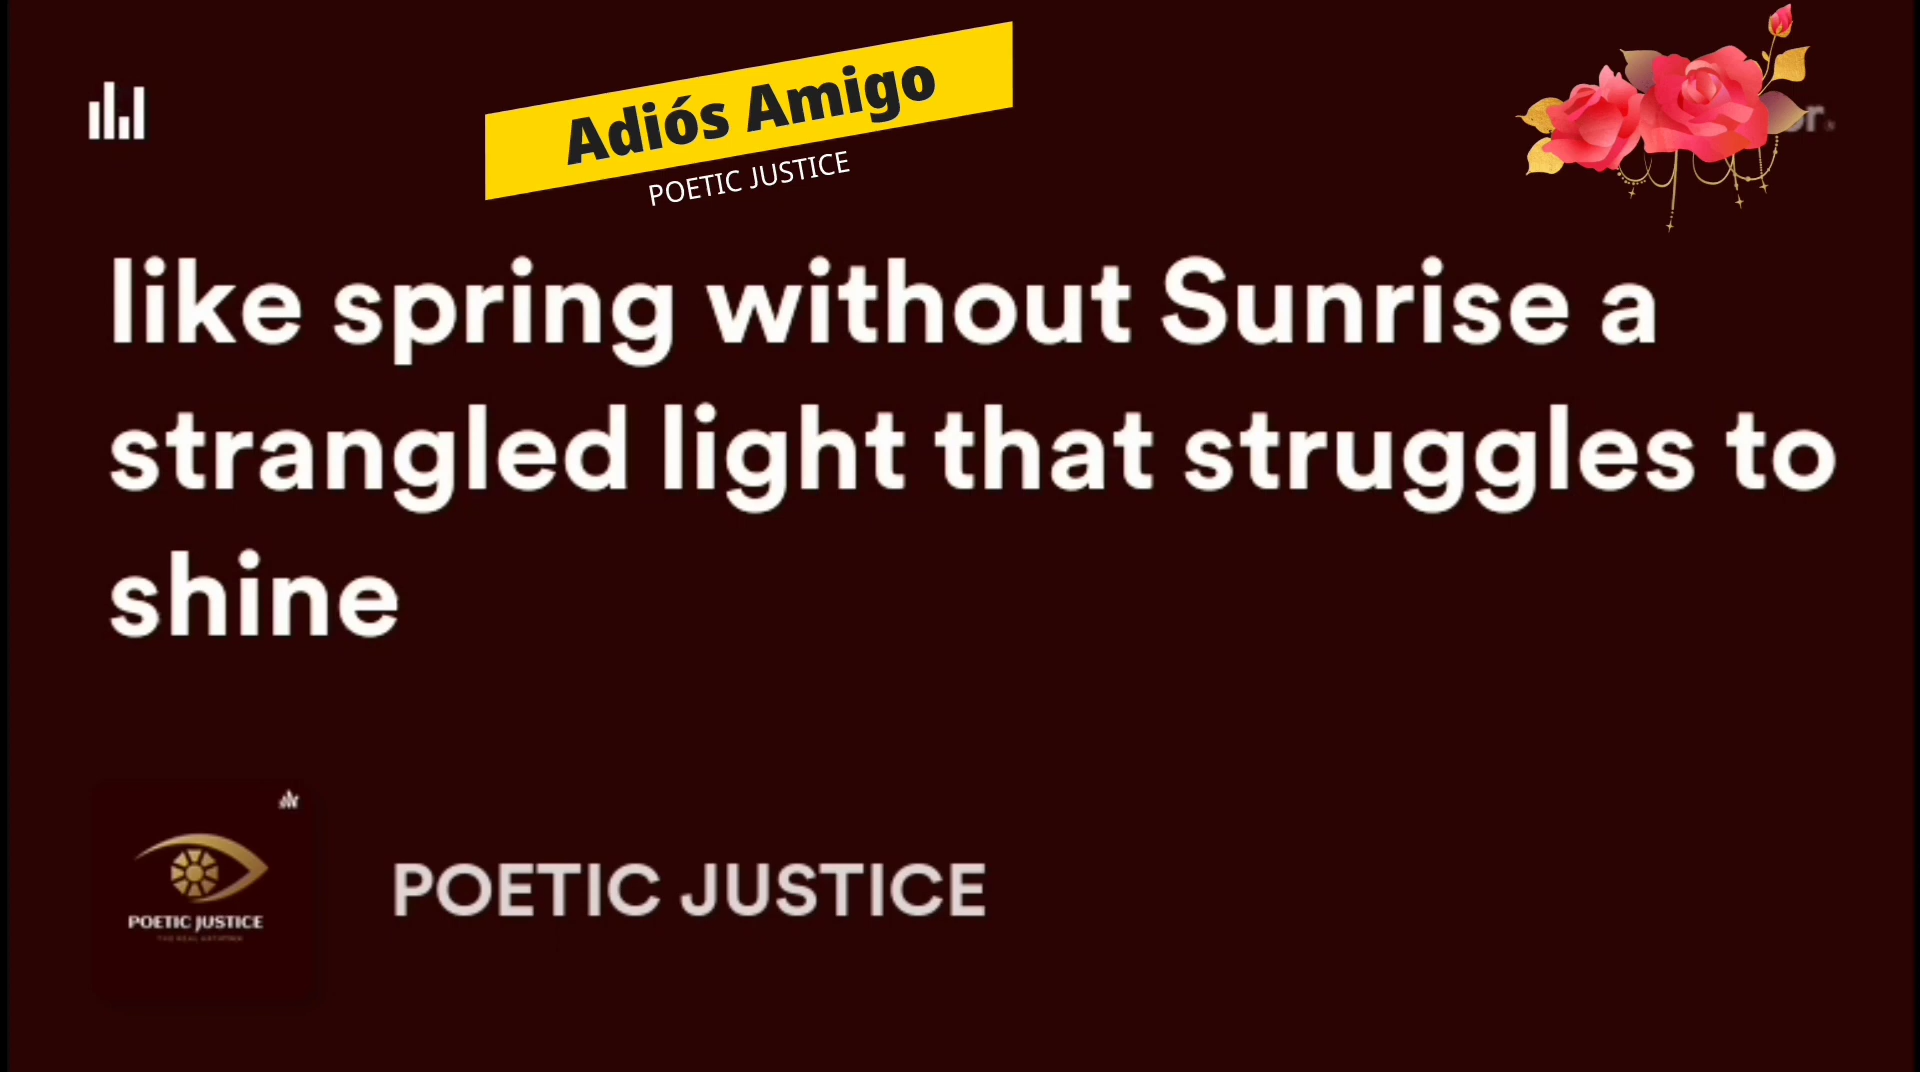 Adiós Amigo
POETIC JUSTICE
like spring without Sunrise a
strangled light that struggles to
shine
POETIC JUSTICE
POETIC JUSTICE